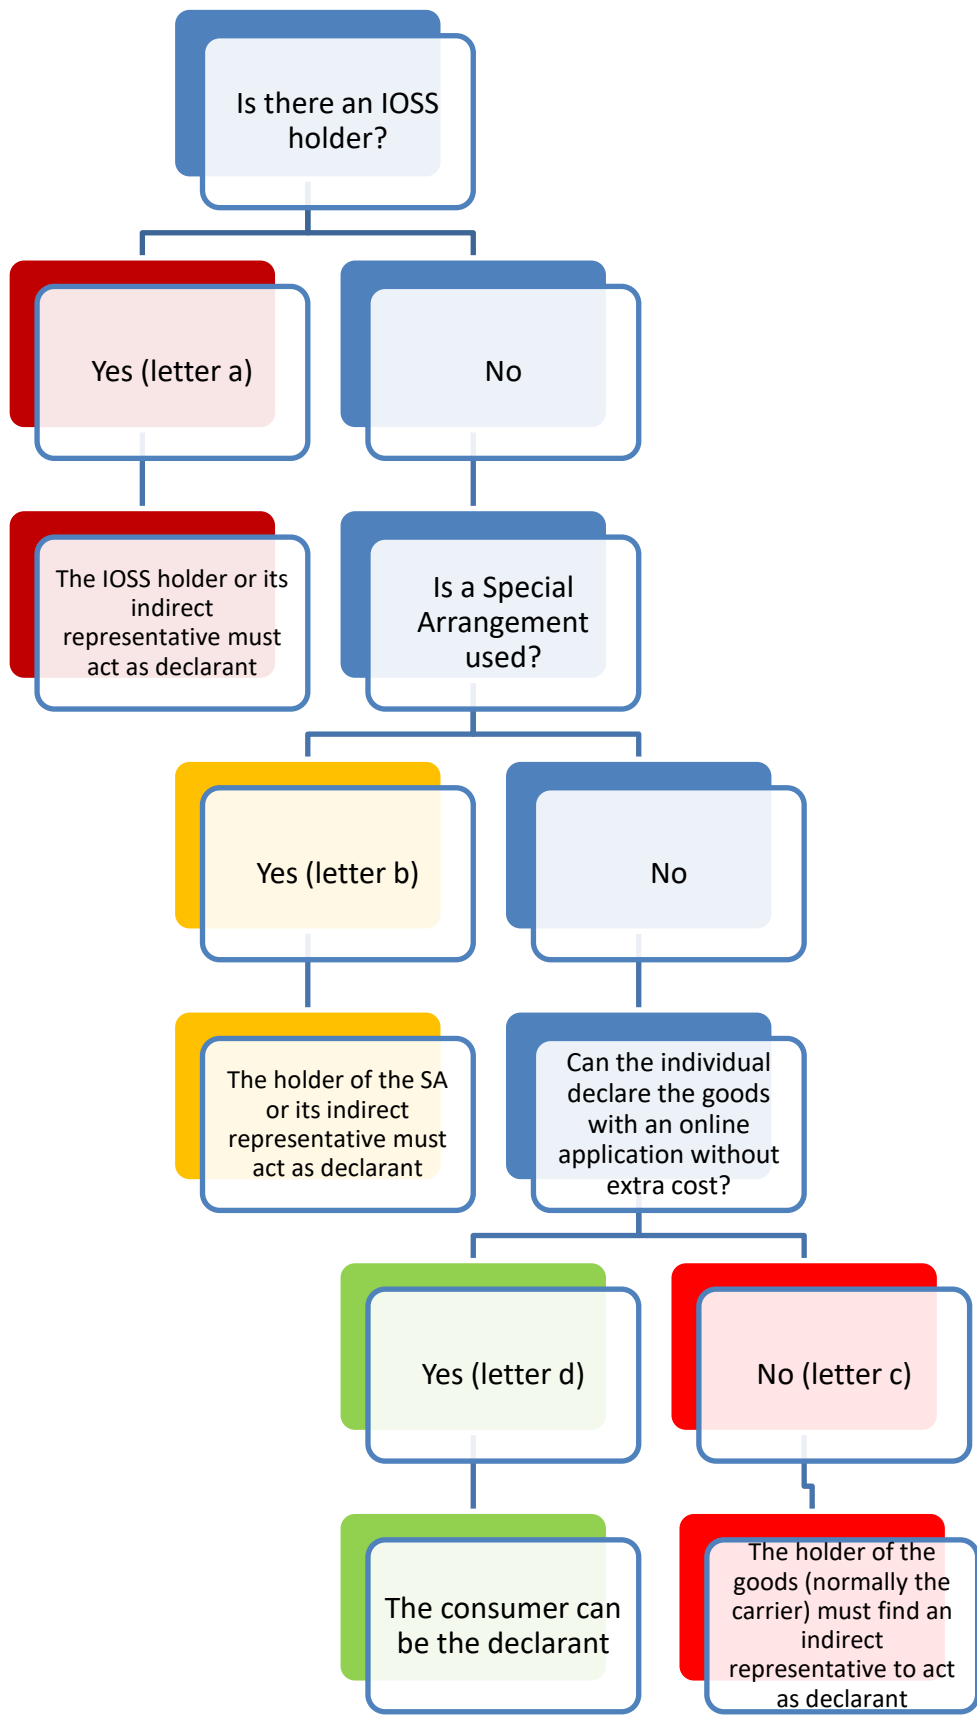 Is there an IOSS
holder?
Yes (letter a)
No
The IOSS holder or its
indirect
representative must
act as declarant
Is a Special
Arrangement
used?
Yes (letter b)
No
The holder of the SA
or its indirect
representative must
act as declarant
Can the individual
declare the goods
with an online
application without
extra cost?
Yes (letter d)
No (letter c)
The consumer can
be the declarant
The holder of the
goods (normally the
carrier) must find an
indirect
representative to act
as declarant